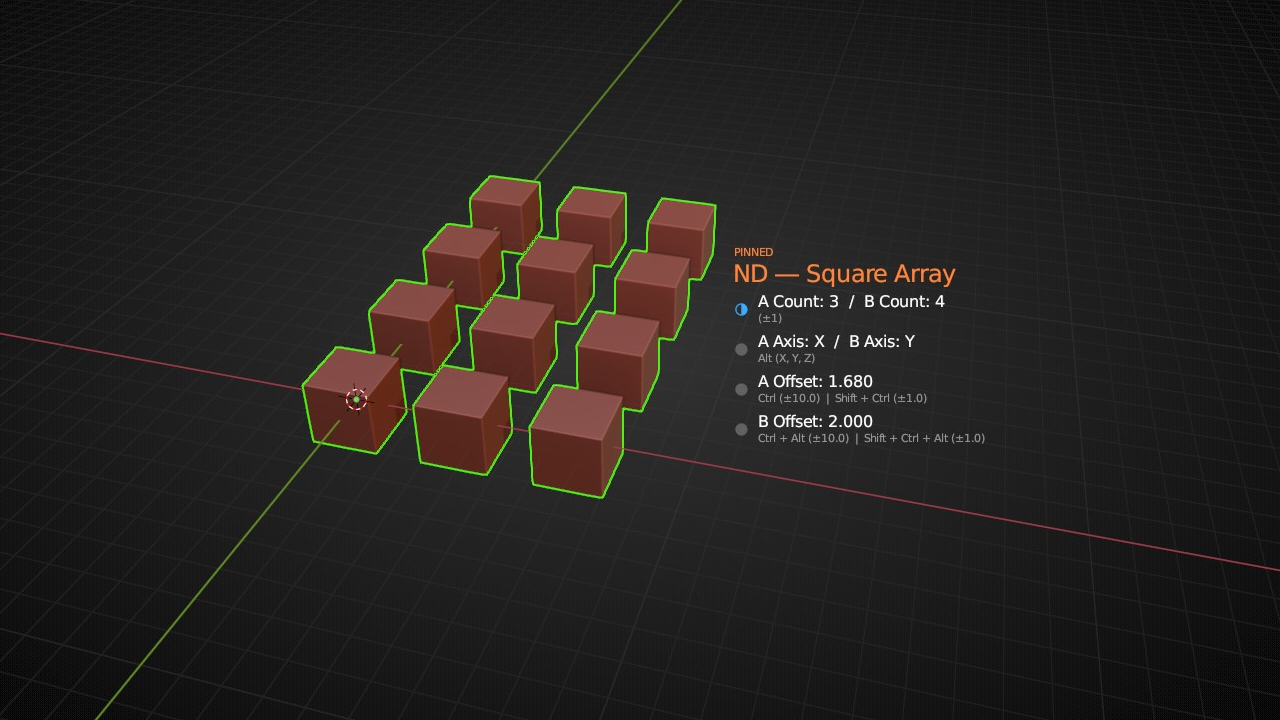 PINNED
ND — Square Array
A Count: 3 / B Count: 4
(±1)
A Axis: X / B Axis: Y
Alt (X, Y, Z)
A Offset: 1.680
Ctrl (±10.0) | Shift + Ctrl (±1.0)
B Offset: 2.000
Ctrl + Alt (±10.0) | Shift + Ctrl + Alt (±1.0)